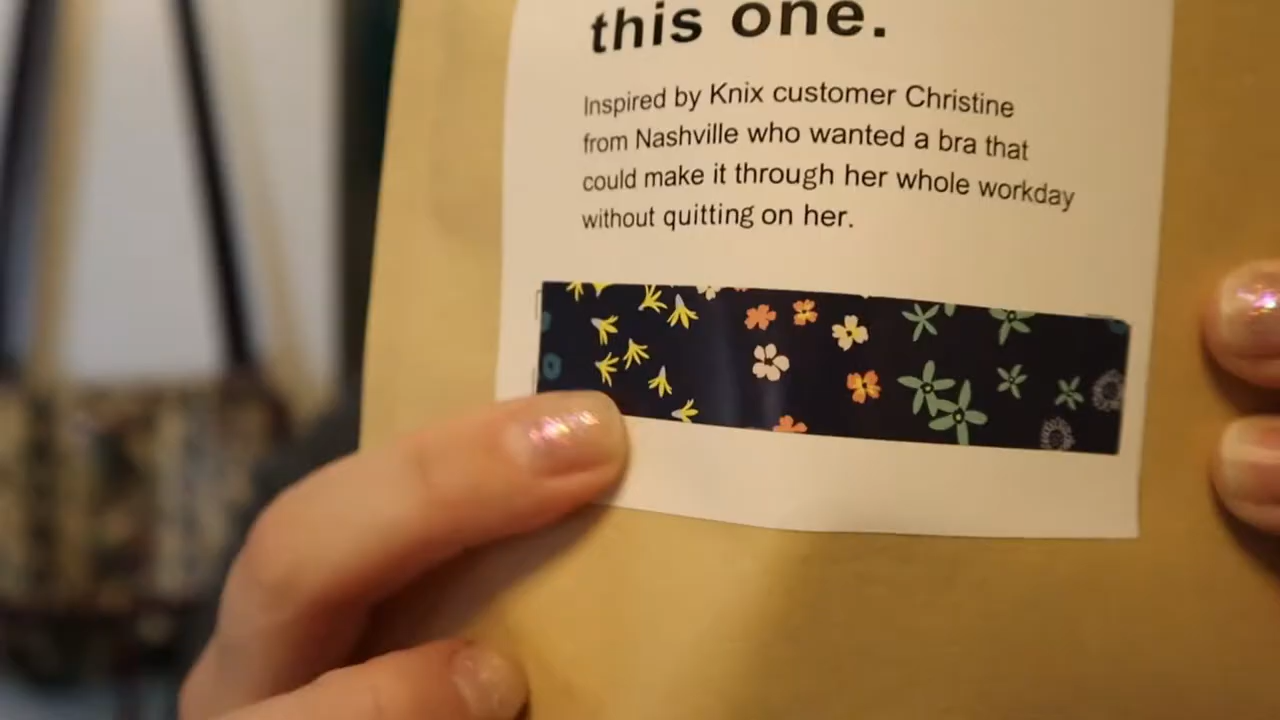 this one.
Inspired by Knix customer Christine
from Nashville who wanted a bra that
could make it through her whole workday
without quitting on her.